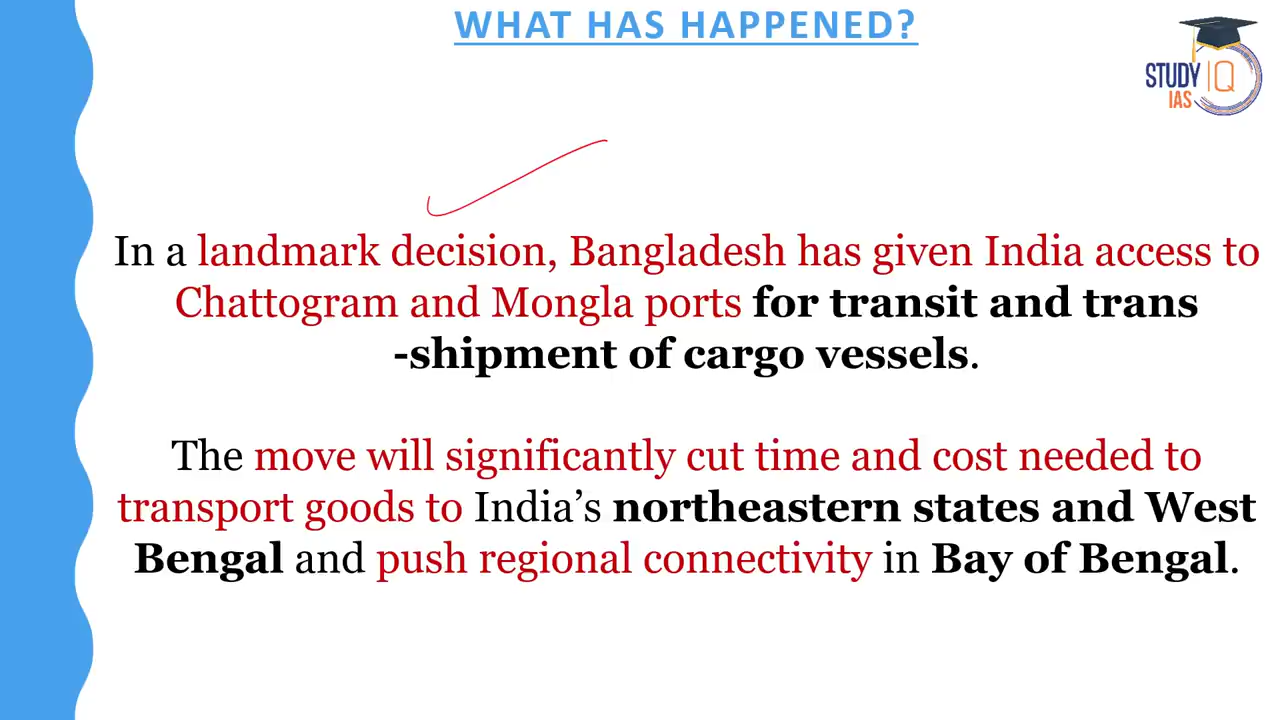 WHAT HAS HAPPENED?
STUDY IQ
IAS
In a landmark decision, Bangladesh has given India access to
Chattogram and Mongla ports for transit and trans
-shipment of cargo vessels.
The move will significantly cut time and cost needed to
transport goods to India’s northeastern states and West
Bengal and push regional connectivity in Bay of Bengal.